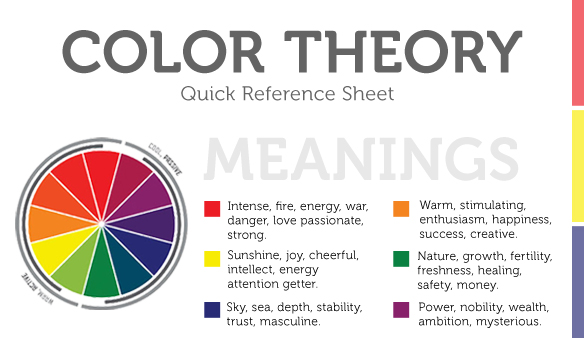 COLOR THEORY
Quick Reference Sheet
MEANINGS
COOL, PASSIVE
WARM, ACTIVE
Intense, fire, energy, war,
danger, love passionate,
strong.
Sunshine, joy, cheerful,
intellect, energy
attention getter.
Sky, sea, depth, stability,
trust, masculine.
Warm, stimulating,
enthusiasm, happiness,
success, creative.
Nature, growth, fertility,
freshness, healing,
safety, money.
Power, nobility, wealth,
ambition, mysterious.